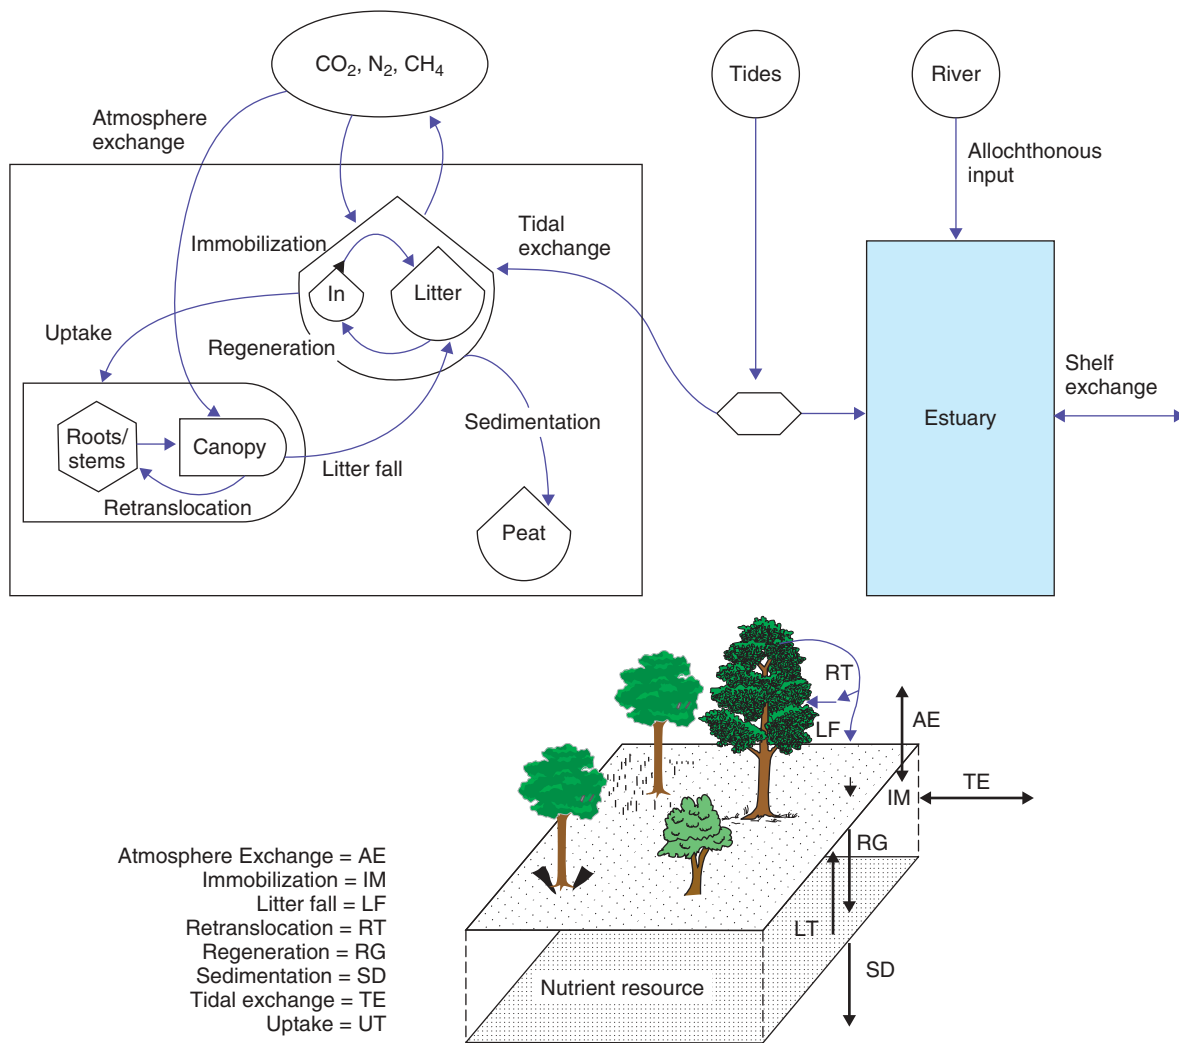 CO₂, N₂, CH₄
Tides
River
Atmosphere
exchange
Allochthonous
input
Immobilization
Tidal
exchange
In
Litter
Uptake
Regeneration
Shelf
exchange
Sedimentation
Estuary
Roots/
stems
Canopy
Litter fall
Retranslocation
Peat
RT
LF
AE
IM
TE
RG
LT
SD
Nutrient resource
Atmosphere Exchange = AE
Immobilization = IM
Litter fall = LF
Retranslocation = RT
Regeneration = RG
Sedimentation = SD
Tidal exchange = TE
Uptake = UT